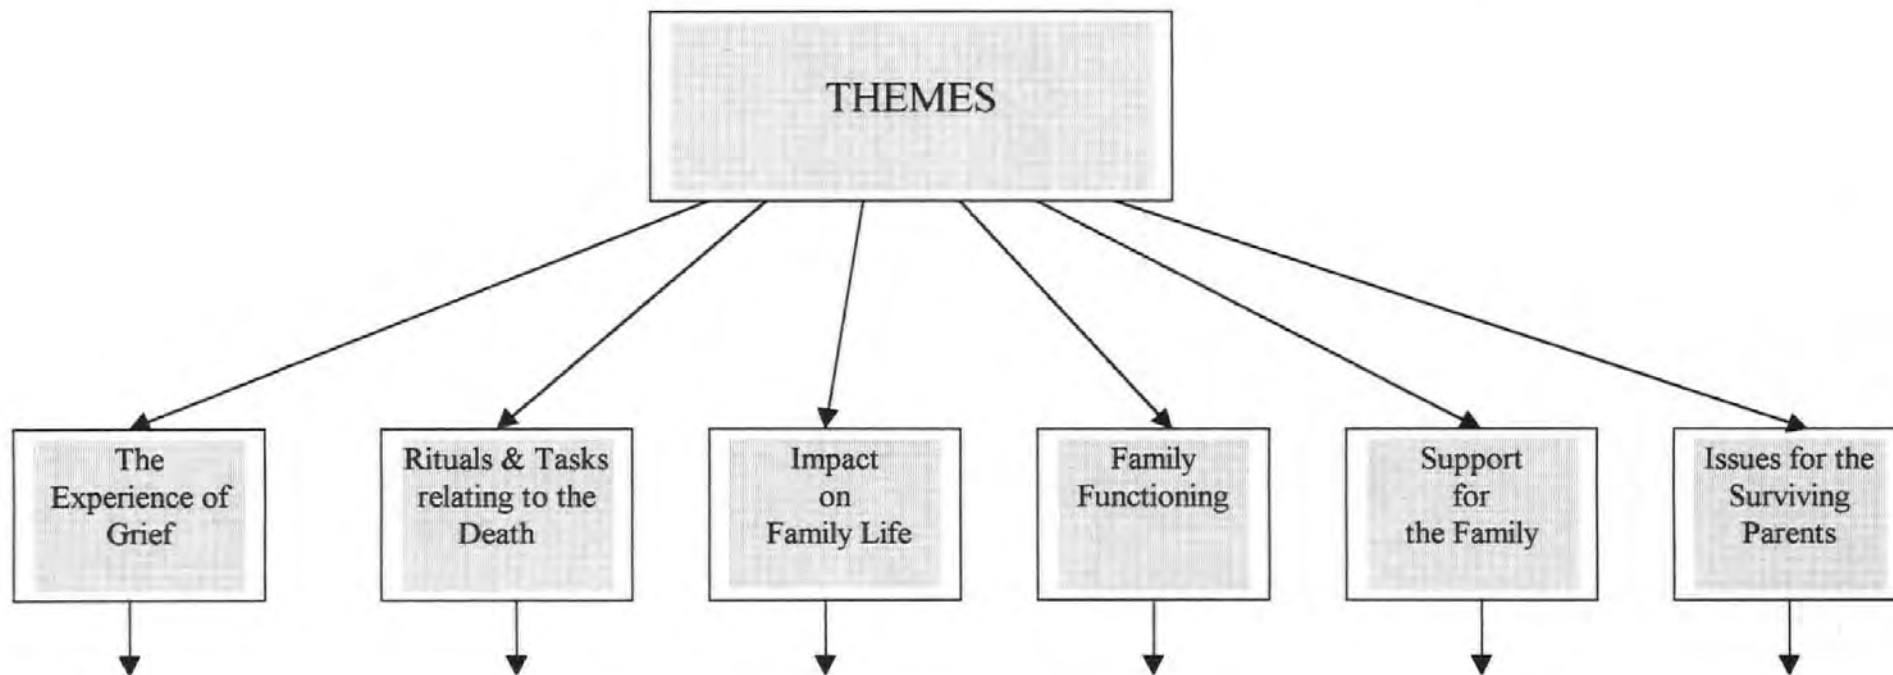 THEMES
The
Experience of
Grief
Rituals & Tasks
relating to the
Death
Impact
on
Family Life
Family
Functioning
Support
for
the Family
Issues for the
Surviving
Parents